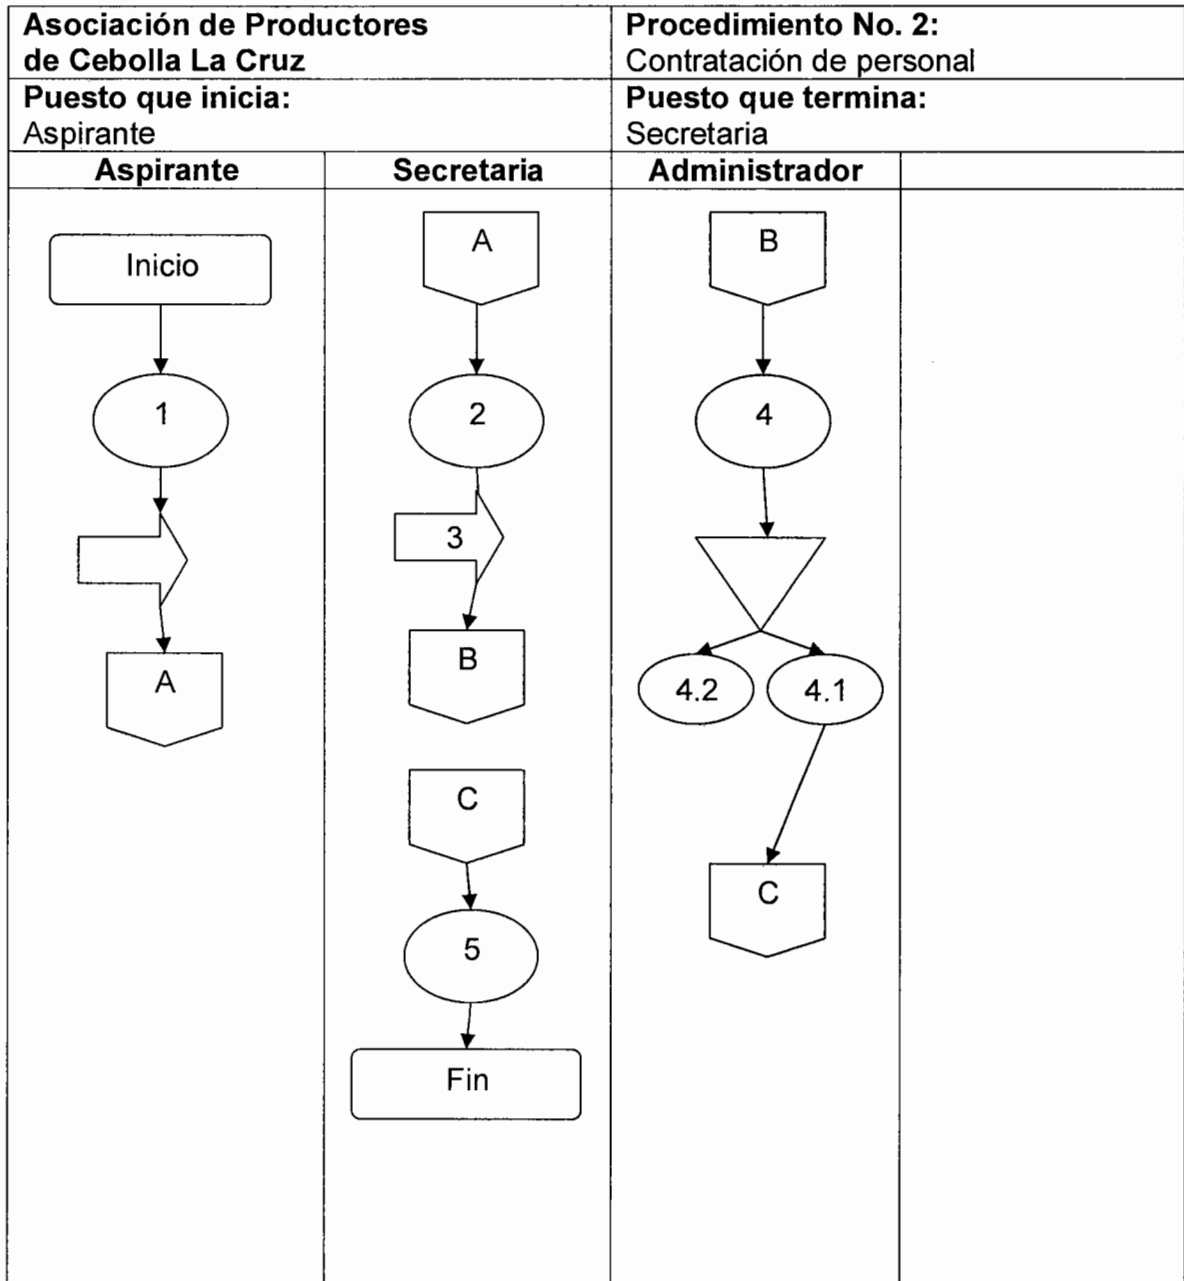 Asociación de Productores
de Cebolla La Cruz
Procedimiento No. 2:
Contratación de personal
Puesto que inicia:
Aspirante
Puesto que termina:
Secretaria
Aspirante
Secretaria
Administrador
Inicio
1
A
A
2
3
B
C
5
Fin
B
4
4.2
4.1
C